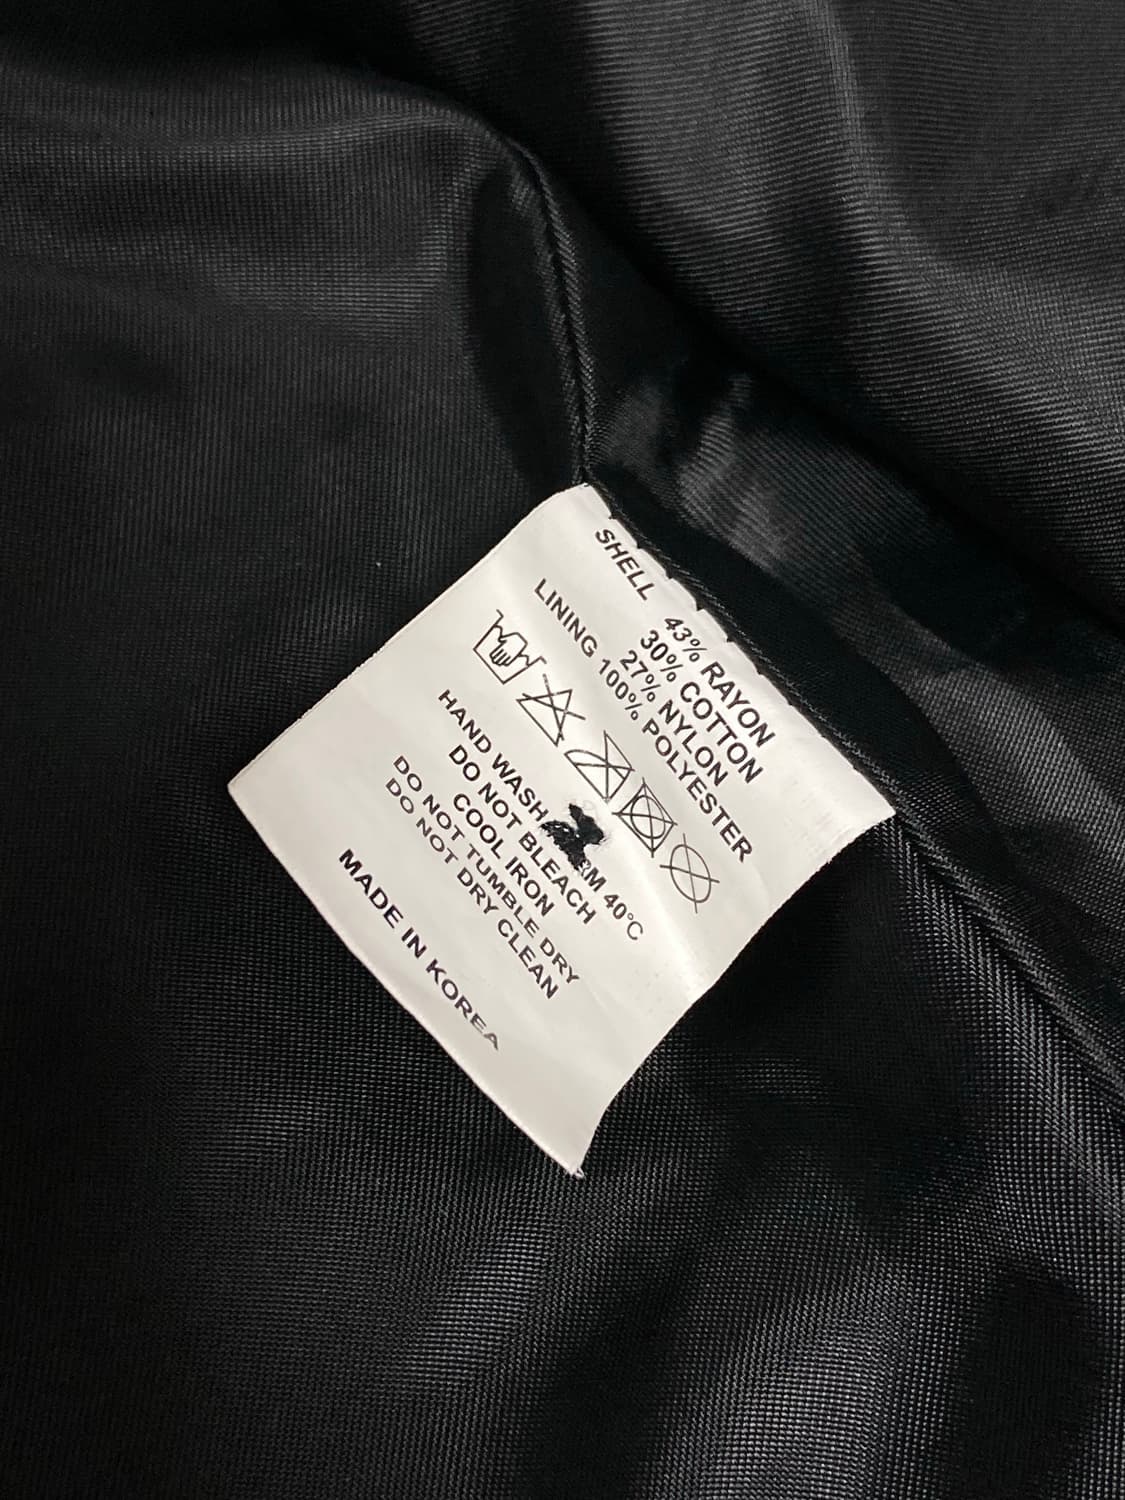 SHELL 43% RAYON
30% COTTON
27% NYLON
LINING 100% POLYESTER
HAND WASH 40°C
DO NOT BLEACH
COOL IRON
DO NOT TUMBLE DRY
DO NOT DRY CLEAN
MADE IN KOREA